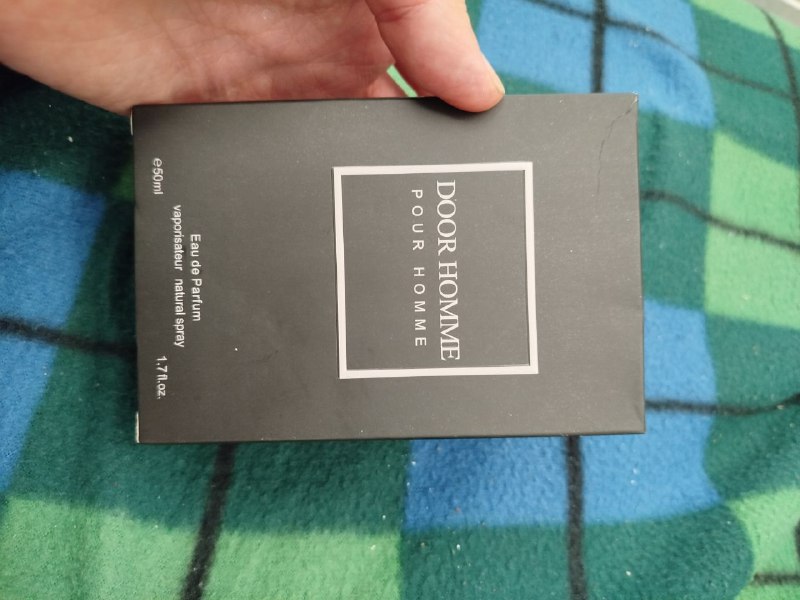 DOOR HOMME
POUR HOMME
Eau de Parfum
vaporisateur natural spray
e50ml
1.7 fl.oz.